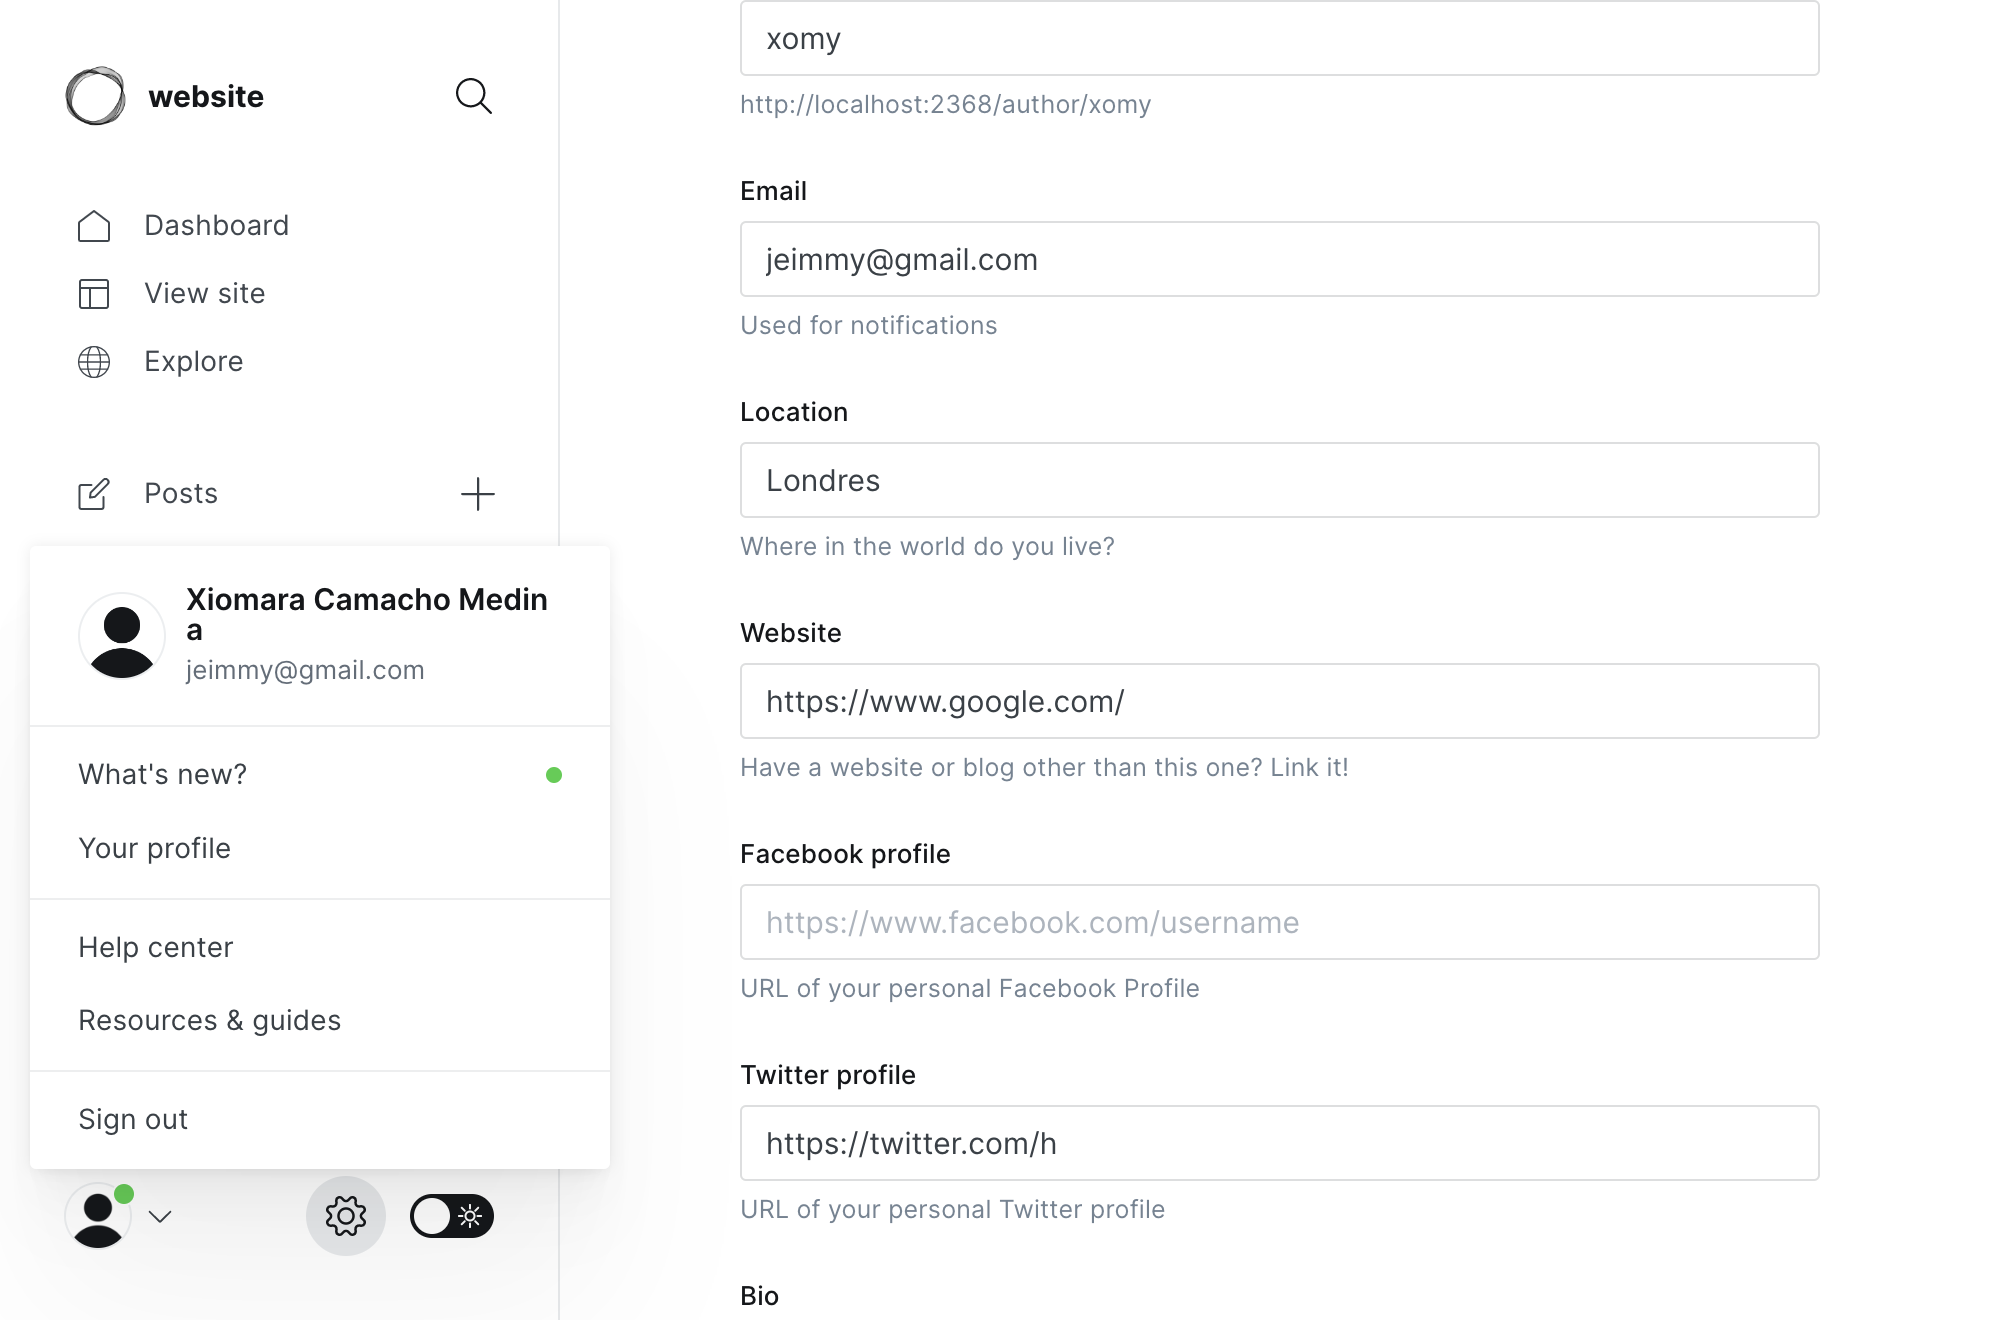 website
Dashboard
View site
Explore
Posts
Xiomara Camacho Medin
a
jeimmy@gmail.com
What's new?
Your profile
Help center
Resources & guides
Sign out
xomy
http://localhost:2368/author/xomy
Email
jeimmy@gmail.com
Used for notifications
Location
Londres
Where in the world do you live?
Website
https://www.google.com/
Have a website or blog other than this one? Link it!
Facebook profile
https://www.facebook.com/username
URL of your personal Facebook Profile
Twitter profile
https://twitter.com/h
URL of your personal Twitter profile
Bio